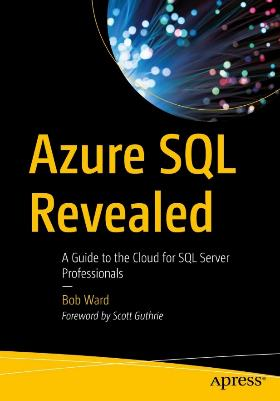 Azure SQL
Revealed
A Guide to the Cloud for SQL Server
Professionals
—
Bob Ward
Foreword by Scott Guthrie
Apress®